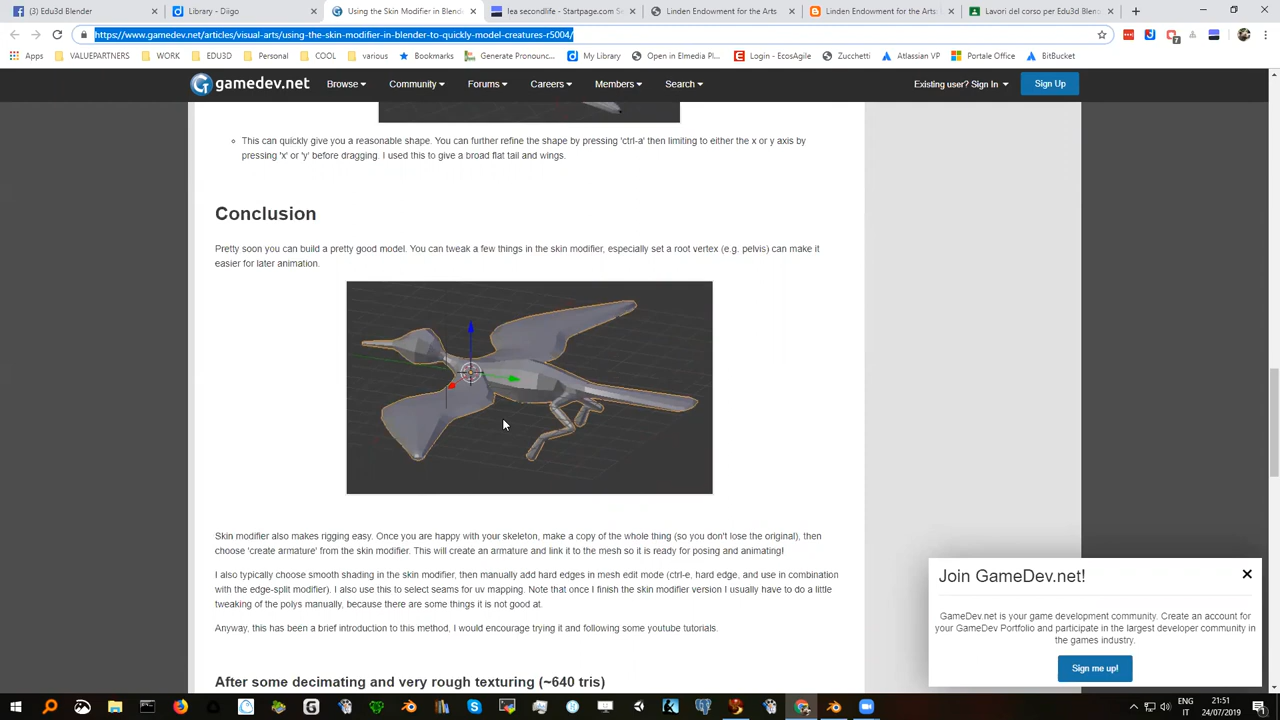 (3) Edu3d Blender
Library - Diigo
Using the Skin Modifier in Blende
lea secondlife - Startpage.com Se
Linden Endowment for the Arts
Linden Endowment for the Arts: 
Lavori del corso per Edu3d Blend
https://www.gamedev.net/articles/visual-arts/using-the-skin-modifier-in-blender-to-quickly-model-creatures-r5004/
Apps
VALUEPARTNERS
WORK
EDU3D
Personal
COOL
various
Bookmarks
Generate Pronounc...
My Library
Open in Elmedia Pl...
Login - EcosAgile
Zucchetti
Atlassian VP
Portale Office
BitBucket
gamedev.net
Browse
Community
Forums
Careers
Members
Search
Existing user? Sign In
Sign Up
This can quickly give you a reasonable shape. You can further refine the shape by pressing 'ctrl-a' then limiting to either the x or y axis by
pressing 'x' or 'y' before dragging. I used this to give a broad flat tail and wings.
Conclusion
Pretty soon you can build a pretty good model. You can tweak a few things in the skin modifier, especially set a root vertex (e.g. pelvis) can make it
easier for later animation.
Skin modifier also makes rigging easy. Once you are happy with your skeleton, make a copy of the whole thing (so you don't lose the original), then
choose 'create armature' from the skin modifier. This will create an armature and link it to the mesh so it is ready for posing and animating!
I also typically choose smooth shading in the skin modifier, then manually add hard edges in mesh edit mode (ctrl-e, hard edge, and use in combination
with the edge-split modifier). I also use this to select seams for uv mapping. Note that once I finish the skin modifier version I usually have to do a little
tweaking of the polys manually, because there are some things it is not good at.
Anyway, this has been a brief introduction to this method, I would encourage trying it and following some youtube tutorials.
After some decimating and very rough texturing (~640 tris)
Join GameDev.net!
GameDev.net is your game development community. Create an account for
your GameDev Portfolio and participate in the largest developer community in
the games industry.
Sign me up!
ENG
IT
21:51
24/07/2019